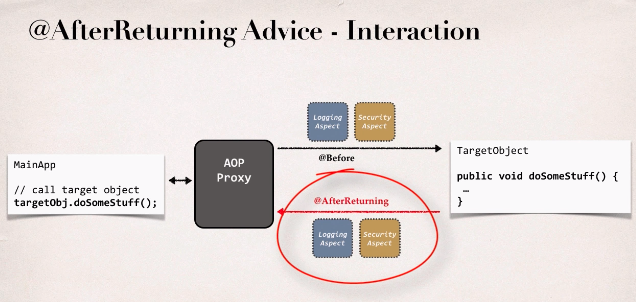 @AfterReturning Advice - Interaction
Logging
Aspect
Security
Aspect
MainApp
// call target object
targetObj.doSomeStuff();
AOP
Proxy
@Before
TargetObject
public void doSomeStuff() {
…
}
@AfterReturning
Logging
Aspect
Security
Aspect